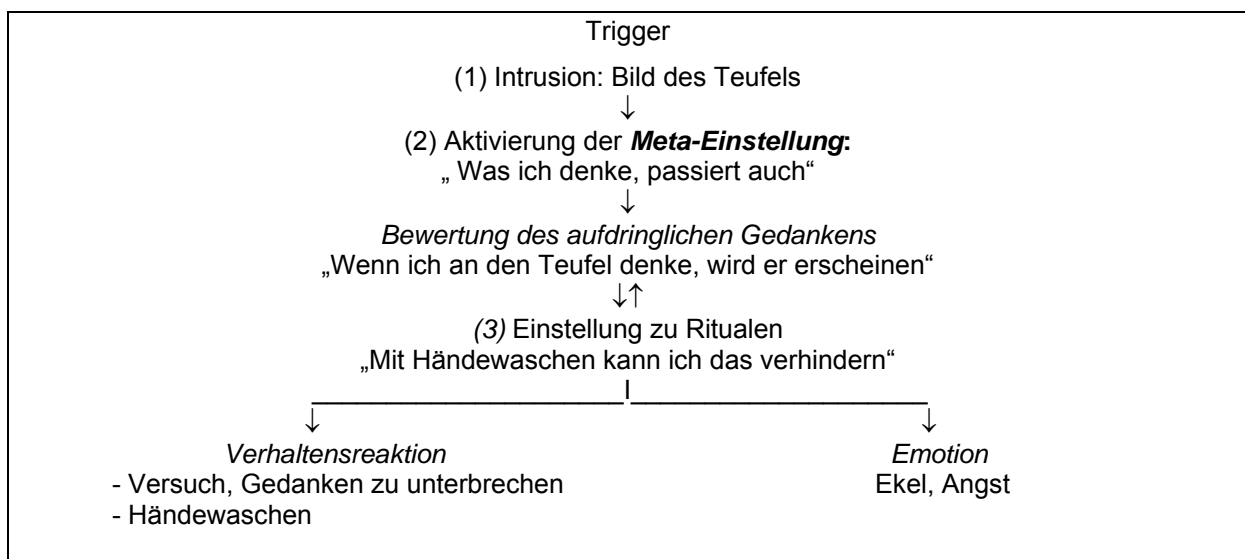 Trigger
(1) Intrusion: Bild des Teufels
↓
(2) Aktivierung der Meta-Einstellung:
„ Was ich denke, passiert auch“
↓
Bewertung des aufdringlichen Gedankens
„Wenn ich an den Teufel denke, wird er erscheinen“
↓↑
(3) Einstellung zu Ritualen
„Mit Händewaschen kann ich das verhindern“
↓ ↓
Verhaltensreaktion Emotion
- Versuch, Gedanken zu unterbrechen Ekel, Angst
- Händewaschen